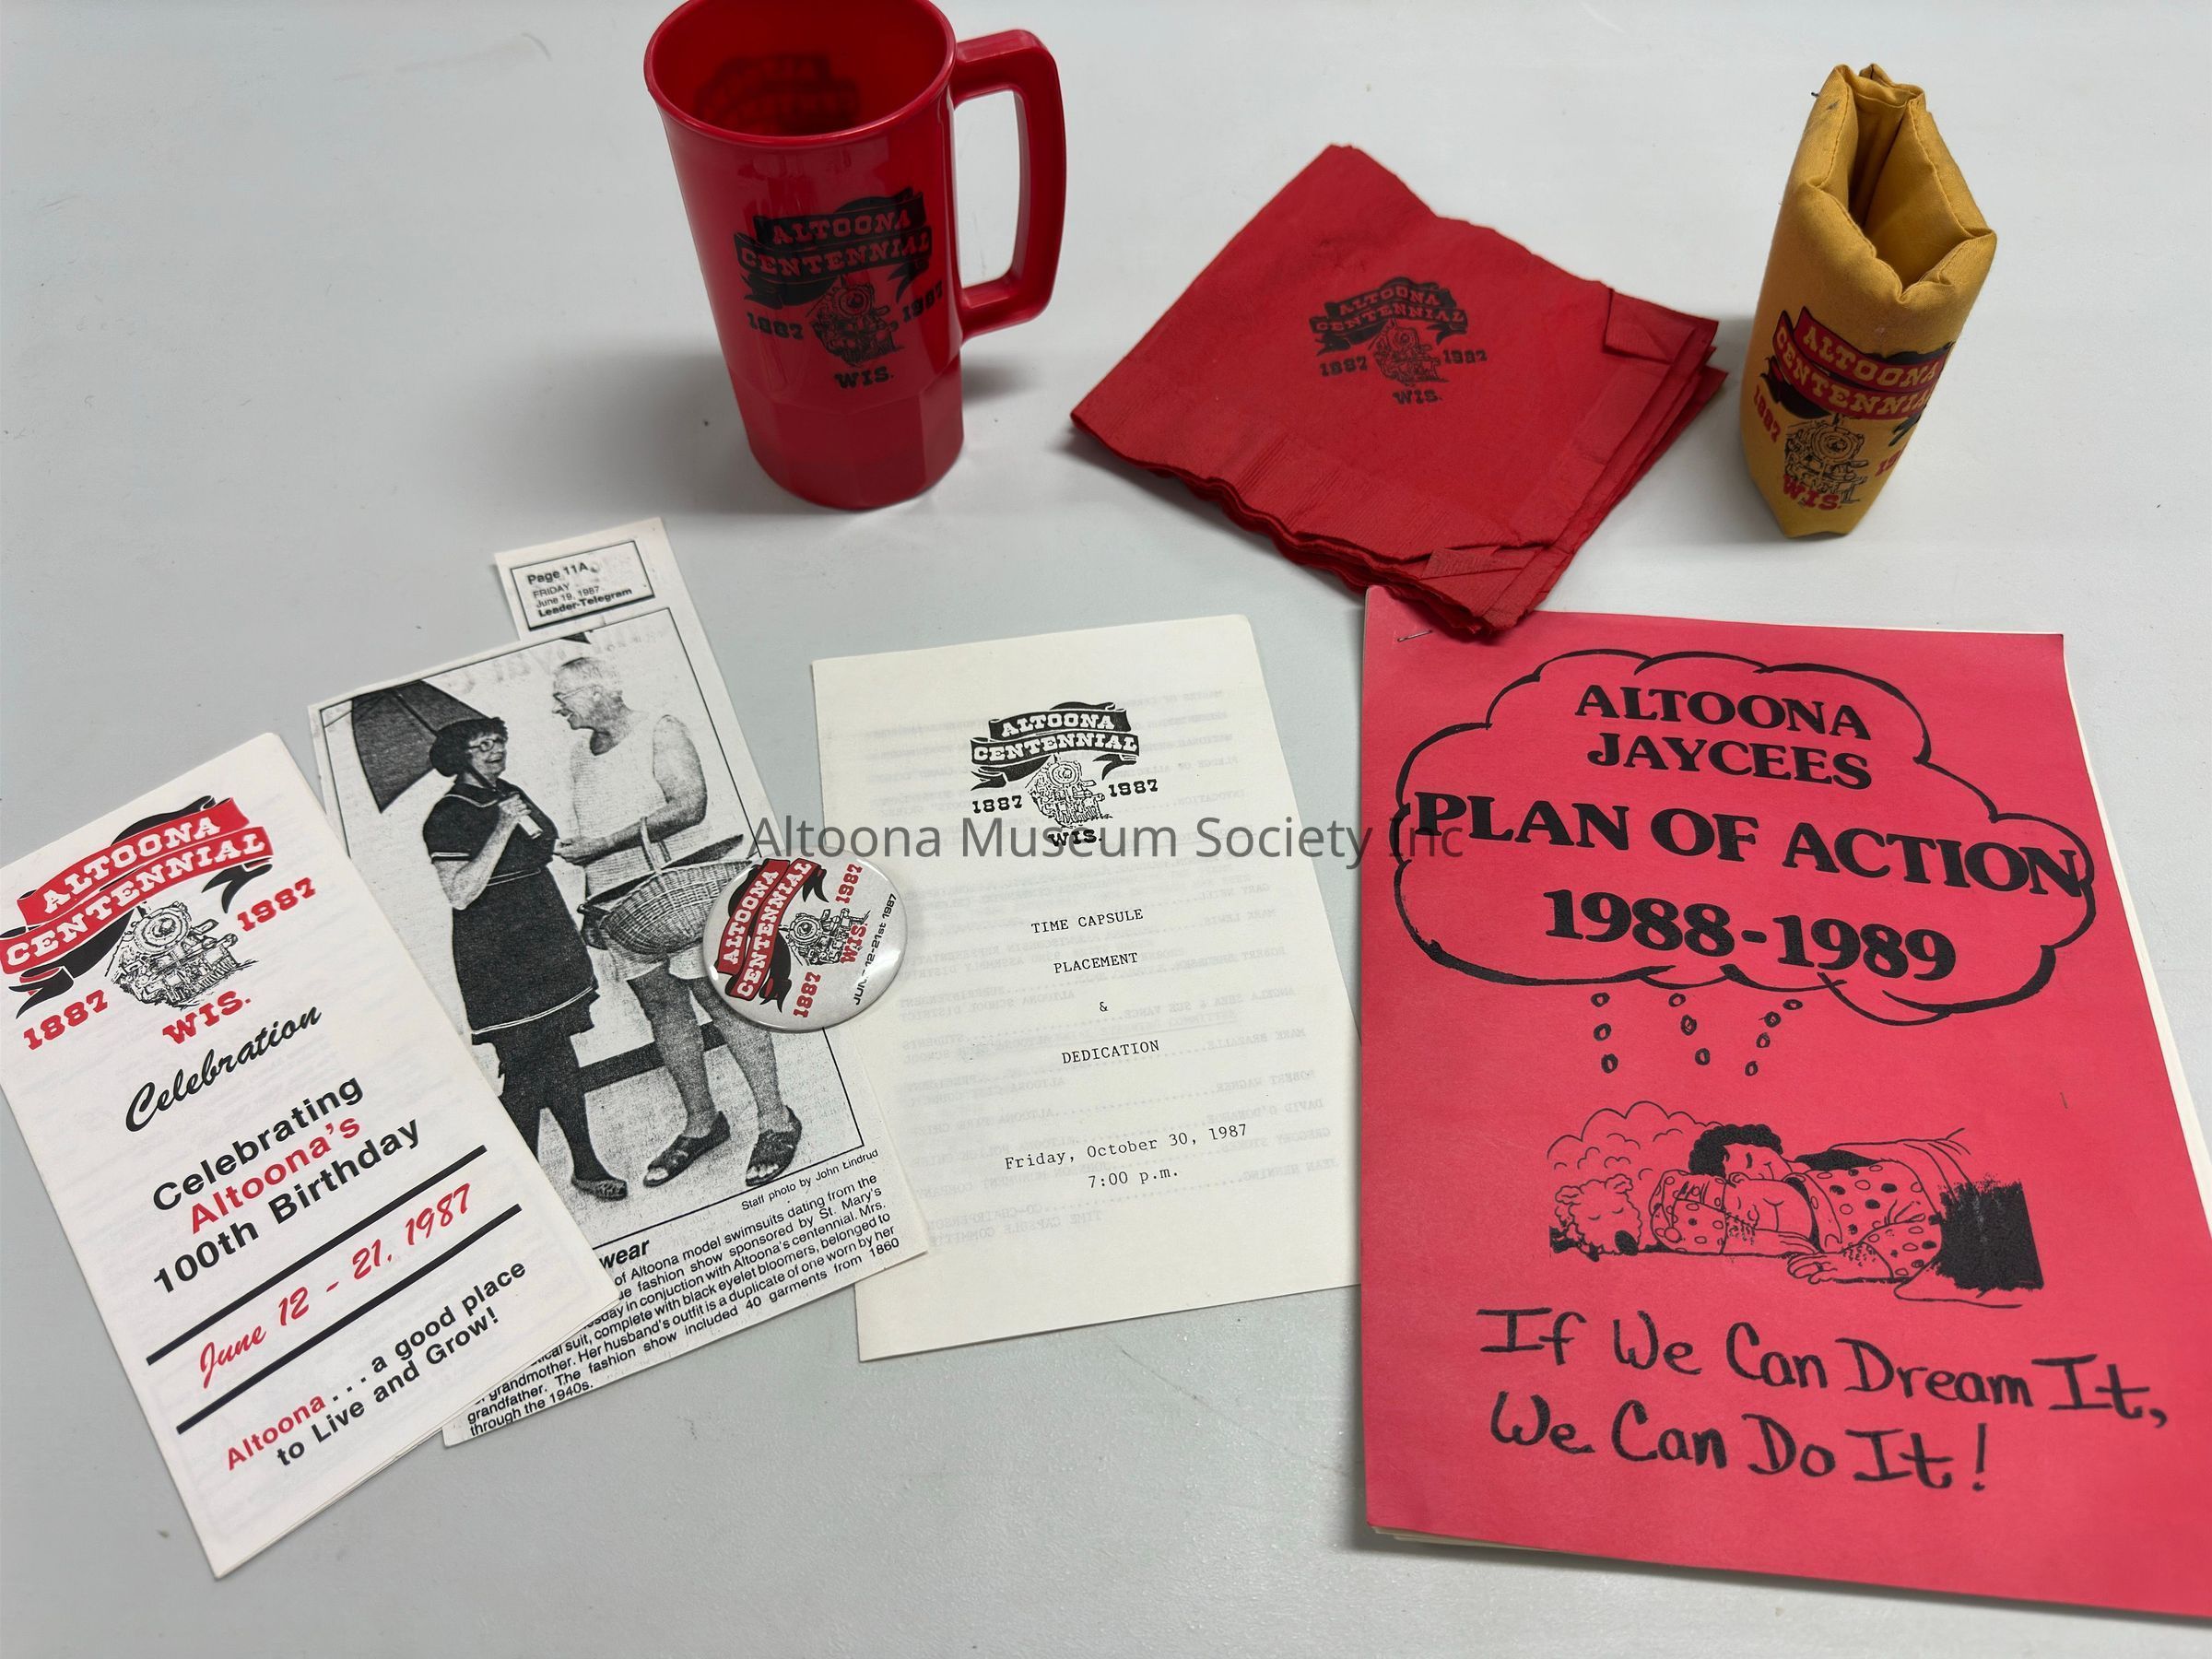 ALTOONA
CENTENNIAL
1887 1987
WIS.
ALTOONA
CENTENNIAL
1887 1987
WIS.
ALTOONA
CENTENNIAL
1887
WIS.
Page 11A
FRIDAY
June 19, 1987
Leader-Telegram
Staff photo by John Lindrud
wear
of Altoona model swimsuits dating from the
fashion show sponsored by St. Mary's
in conjuction with Altoona's centennial. Mrs.
suit, complete with black eyelet bloomers, belonged to
grandmother. Her husband's outfit is a duplicate of one worn by her
grandfather. The fashion show included 40 garments from 1860
through the 1940s.
ALTOONA
CENTENNIAL
1887 1987
WIS.
Celebration
Celebrating
Altoona's
100th Birthday
June 12 - 21, 1987
Altoona . . . a good place
to Live and Grow!
ALTOONA
CENTENNIAL
1887 1987
WIS.
JUNE 12-21st 1987
ALTOONA
CENTENNIAL
1887 1987
WIS.
TIME CAPSULE
PLACEMENT
&
DEDICATION
Friday, October 30, 1987
7:00 p.m.
ALTOONA
JAYCEES
PLAN OF ACTION
1988-1989
If We Can Dream It,
We Can Do It!
Altoona Museum Society Inc